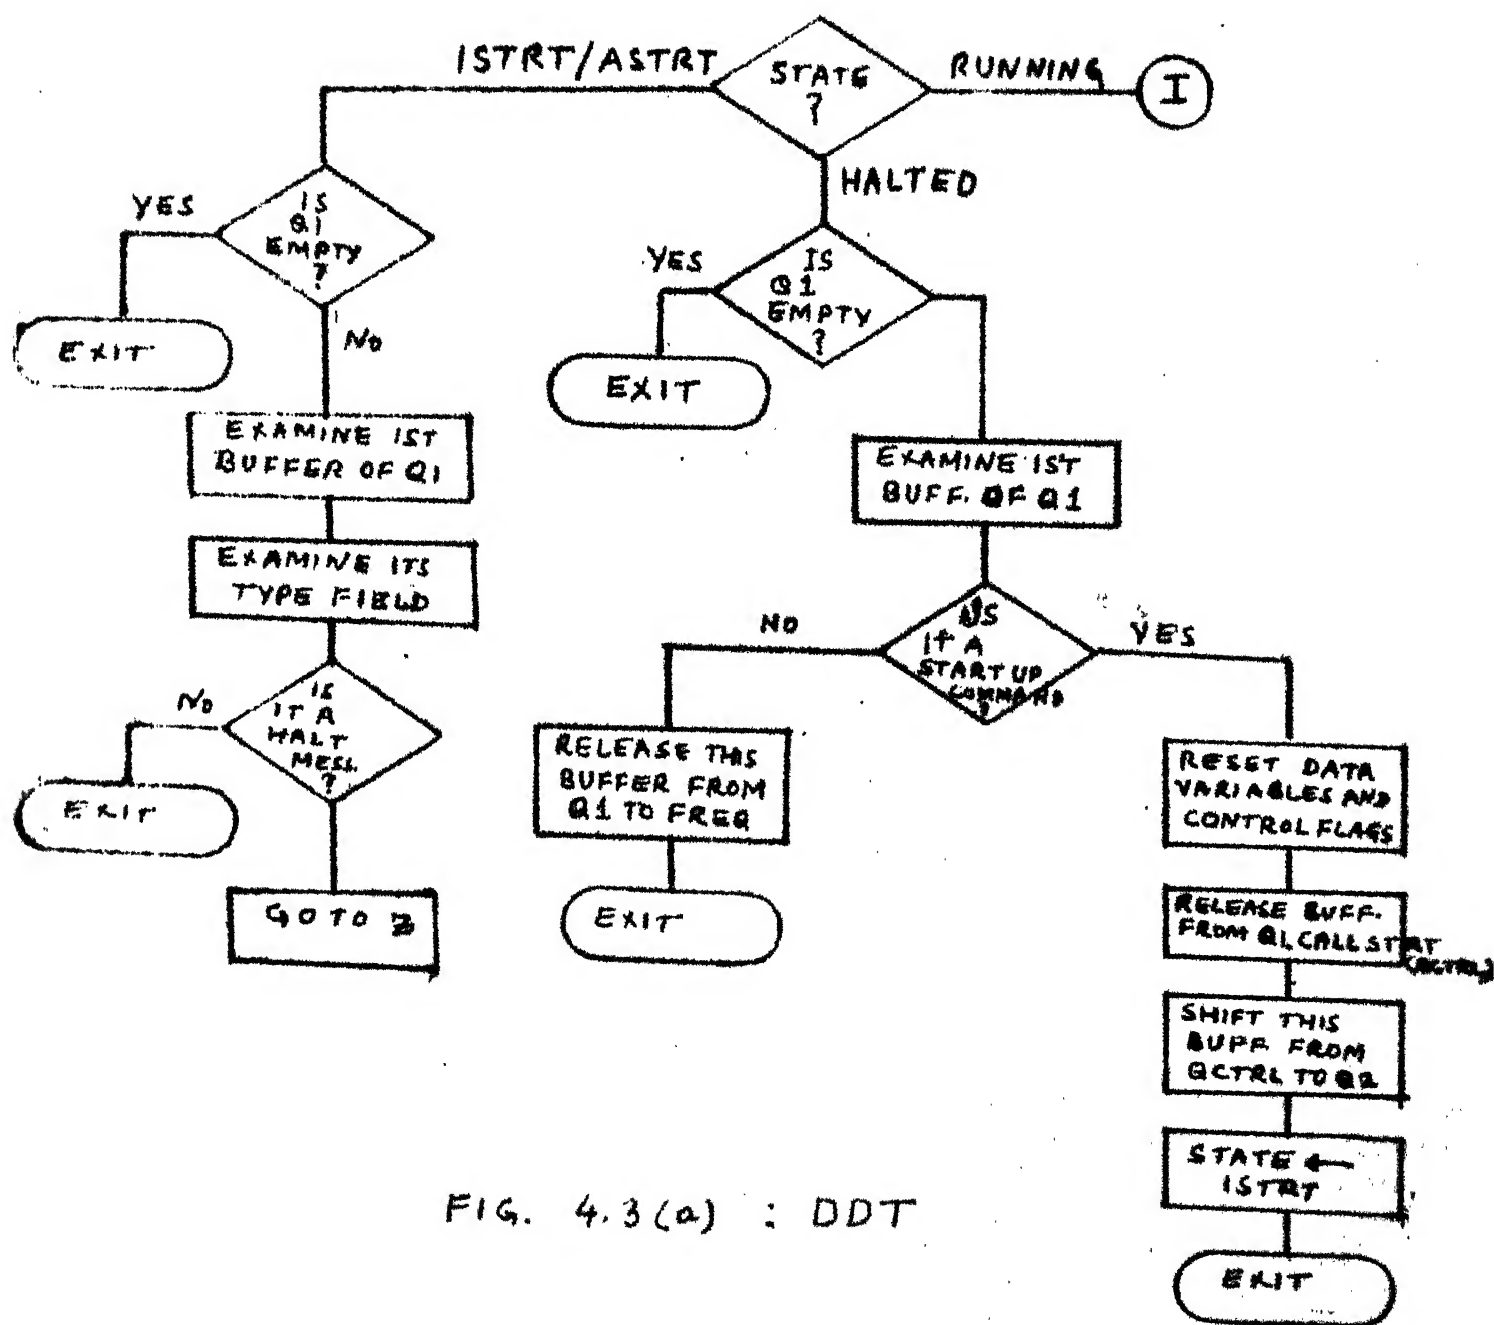 ISTRT/ASTRT
STATE
?
RUNNING
I
HALTED
YES
IS
Q1
EMPTY
?
NO
EXIT
EXAMINE 1ST
BUFFER OF Q1
EXAMINE ITS
TYPE FIELD
NO
IS
IT A
HALT
MESS.
?
EXIT
GO TO 3
YES
IS
Q1
EMPTY
?
EXIT
EXAMINE 1ST
BUFF. OF Q1
NO
IS
IT A
START UP
COMMAND
?
YES
RELEASE THIS
BUFFER FROM
Q1 TO FREQ
EXIT
RESET DATA
VARIABLES AND
CONTROL FLAGS
RELEASE BUFF.
FROM Q1, CALL STRT
SHIFT THIS
BUFF. FROM
QCTRL TO Q2
STATE ←
ISTRT
EXIT
FIG. 4.3(a) : DDT